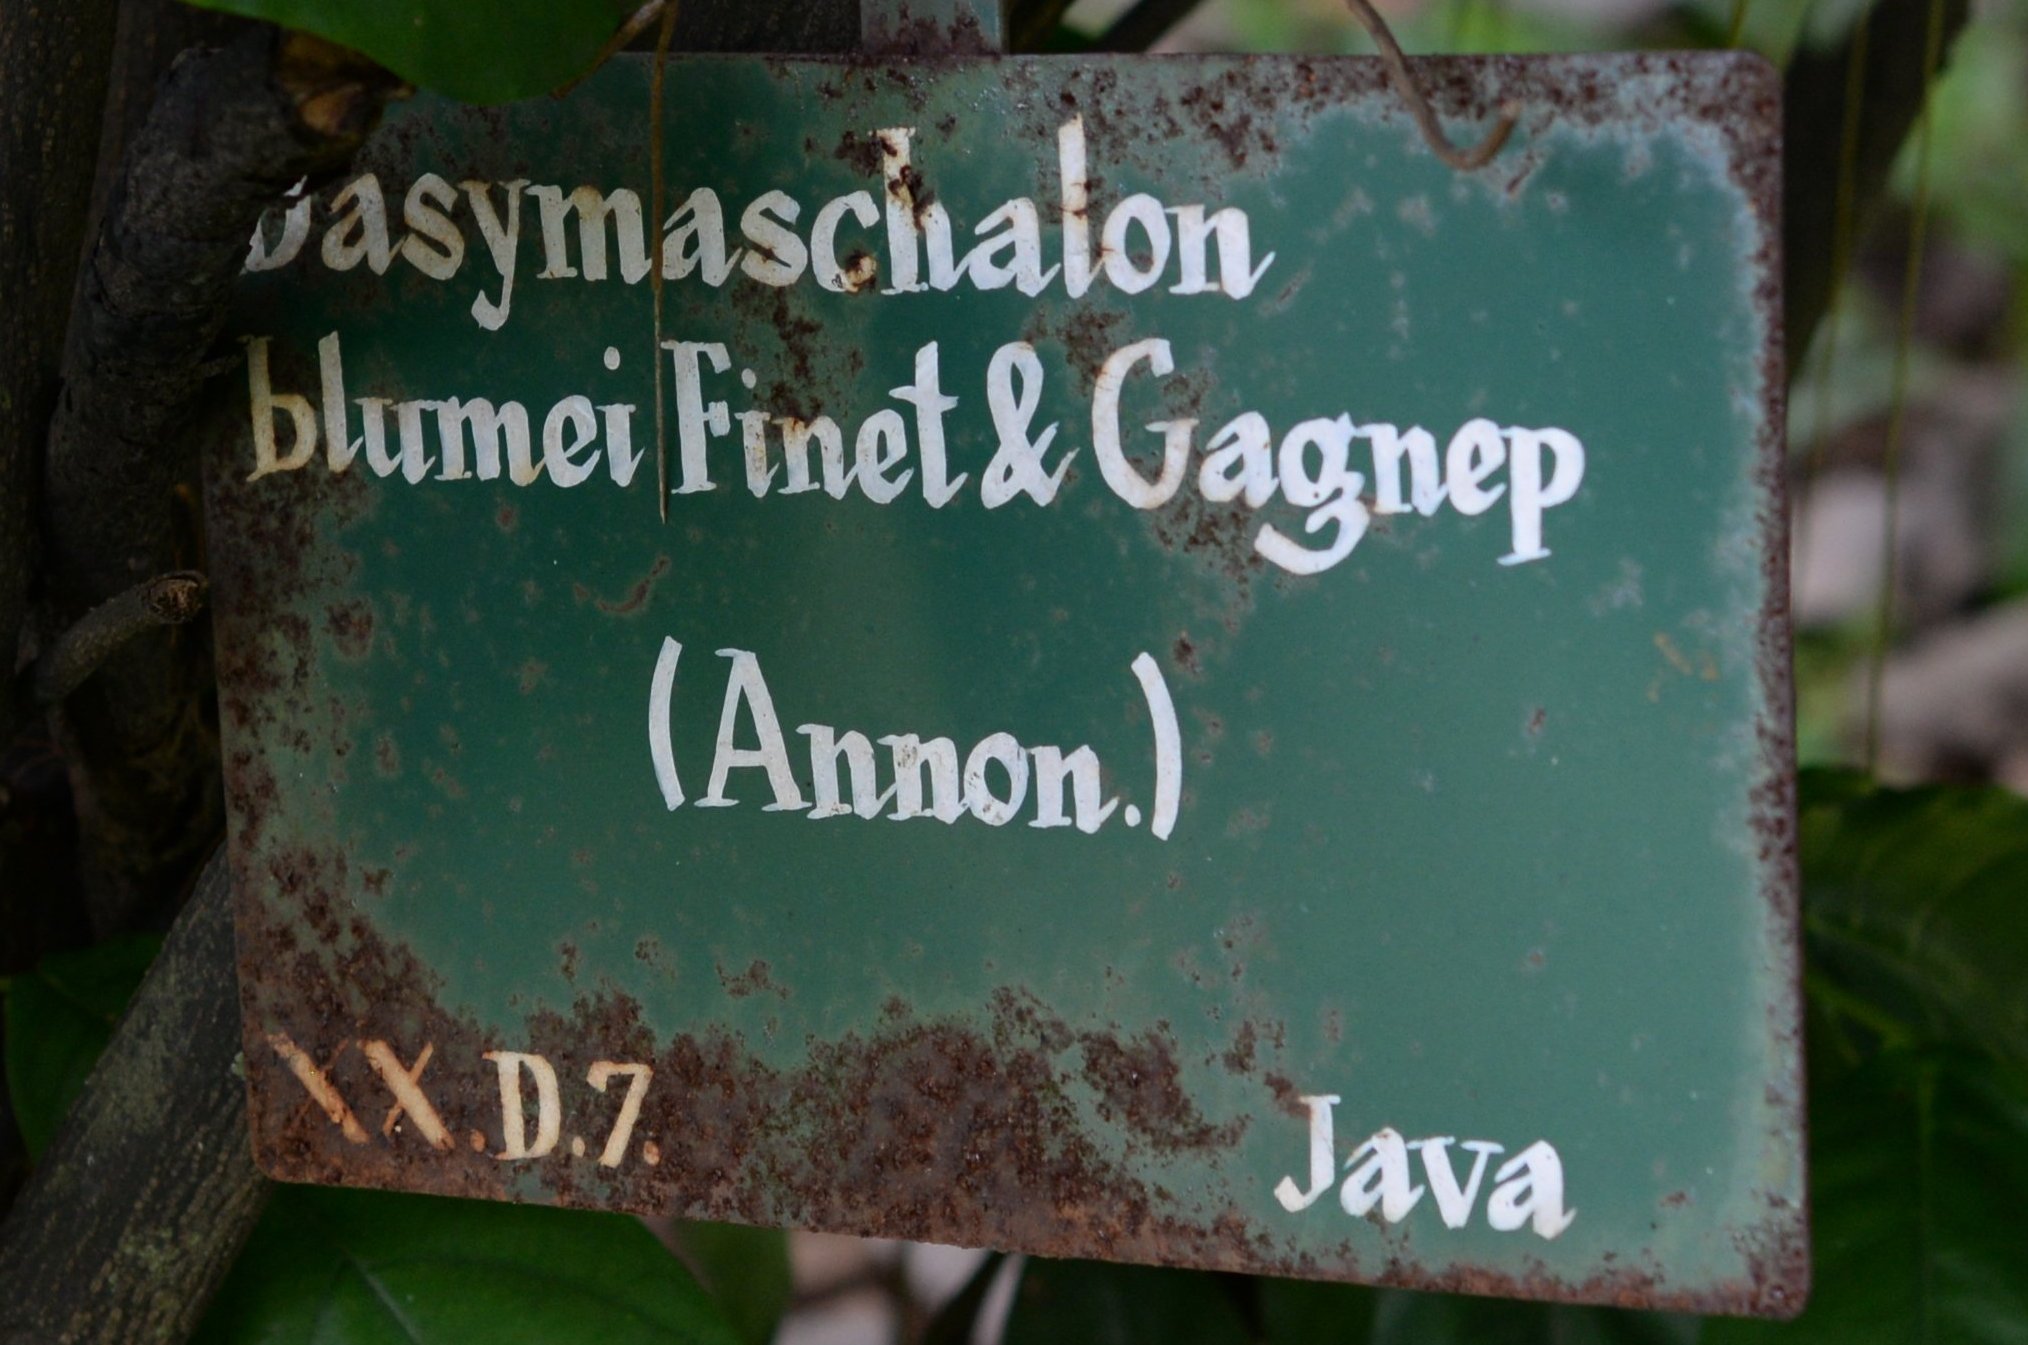 Dasymaschalon
blumei Finet & Gagnep
(Annon.)
XX.D.7.
Java